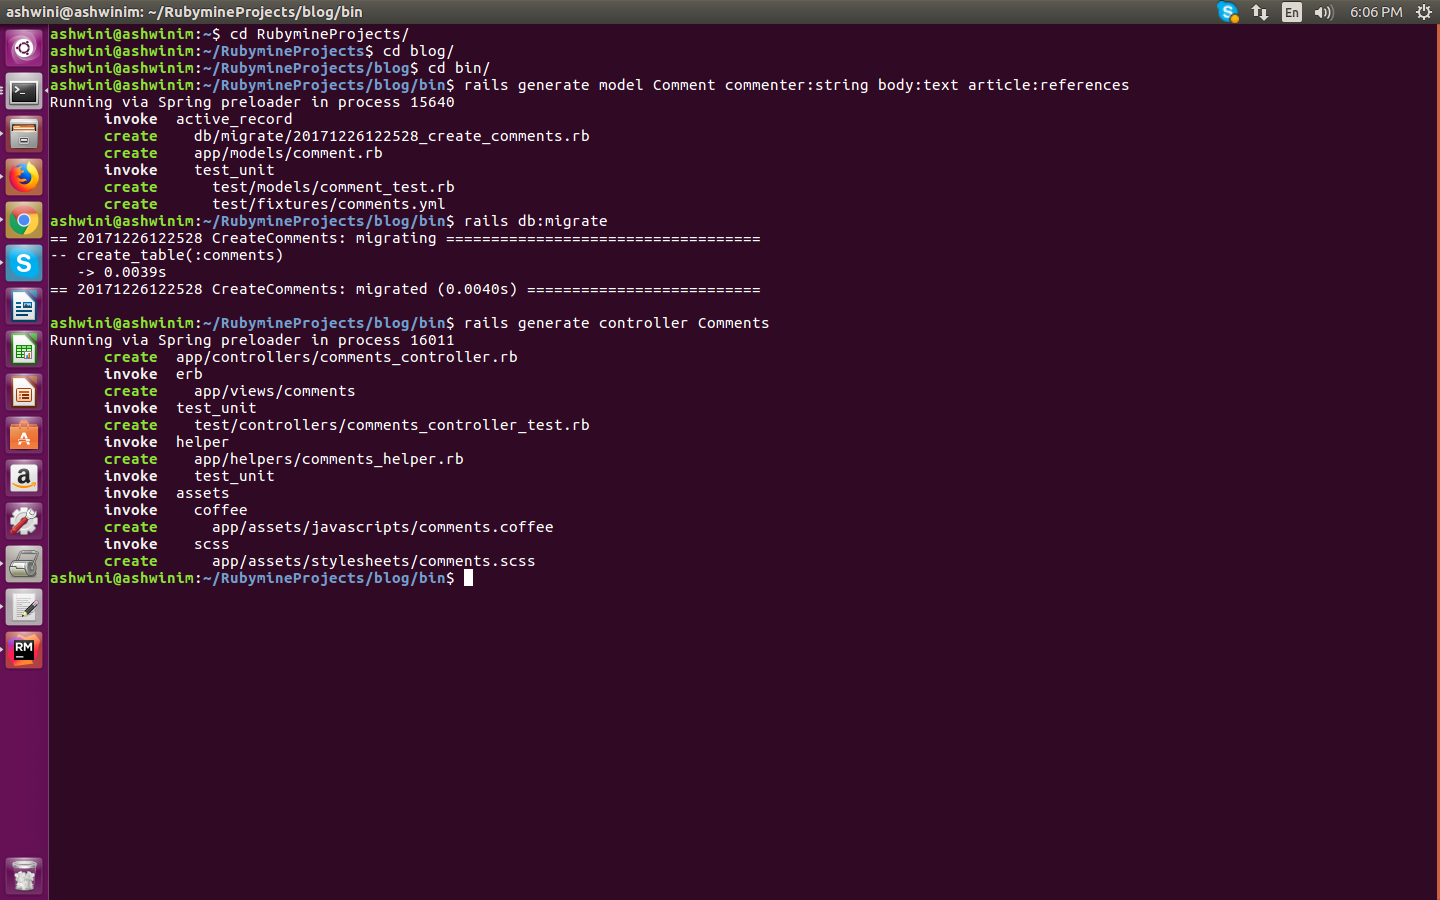 ashwini@ashwinim: ~/RubymineProjects/blog/bin
En
6:06 PM
ashwini@ashwinim:~$ cd RubymineProjects/
ashwini@ashwinim:~/RubymineProjects$ cd blog/
ashwini@ashwinim:~/RubymineProjects/blog$ cd bin/
ashwini@ashwinim:~/RubymineProjects/blog/bin$ rails generate model Comment commenter:string body:text article:references
Running via Spring preloader in process 15640
      invoke  active_record
      create    db/migrate/20171226122528_create_comments.rb
      create    app/models/comment.rb
      invoke    test_unit
      create      test/models/comment_test.rb
      create      test/fixtures/comments.yml
ashwini@ashwinim:~/RubymineProjects/blog/bin$ rails db:migrate
== 20171226122528 CreateComments: migrating ===================================
-- create_table(:comments)
   -> 0.0039s
== 20171226122528 CreateComments: migrated (0.0040s) ==========================
ashwini@ashwinim:~/RubymineProjects/blog/bin$ rails generate controller Comments
Running via Spring preloader in process 16011
      create  app/controllers/comments_controller.rb
      invoke  erb
      create    app/views/comments
      invoke  test_unit
      create    test/controllers/comments_controller_test.rb
      invoke  helper
      create    app/helpers/comments_helper.rb
      invoke    test_unit
      invoke  assets
      invoke    coffee
      create      app/assets/javascripts/comments.coffee
      invoke    scss
      create      app/assets/stylesheets/comments.scss
ashwini@ashwinim:~/RubymineProjects/blog/bin$
S
A
a
RM